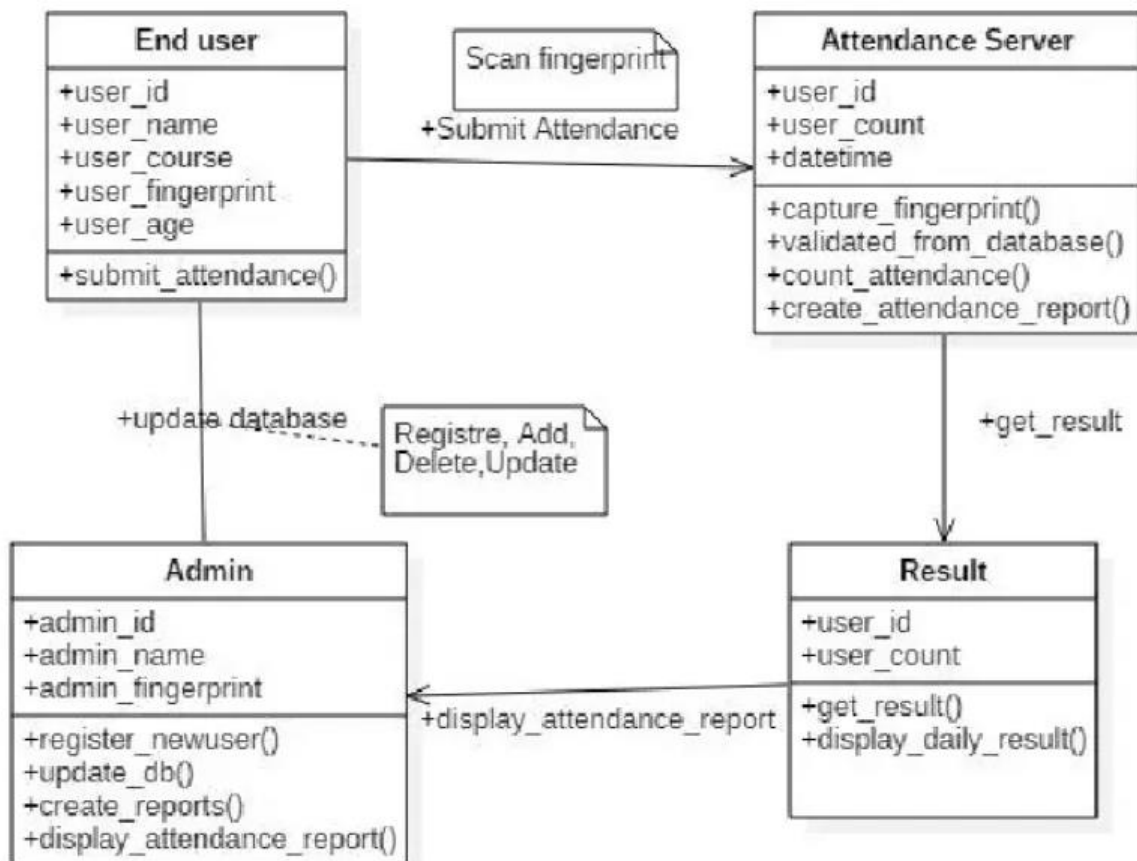 End user
+user_id
+user_name
+user_course
+user_fingerprint
+user_age
+submit_attendance()
Scan fingerprint
+Submit Attendance
Attendance Server
+user_id
+user_count
+datetime
+capture_fingerprint()
+validated_from_database()
+count_attendance()
+create_attendance_report()
+update database
Registre, Add,
Delete,Update
+get_result
Admin
+admin_id
+admin_name
+admin_fingerprint
+register_newuser()
+update_db()
+create_reports()
+display_attendance_report()
+display_attendance_report
Result
+user_id
+user_count
+get_result()
+display_daily_result()